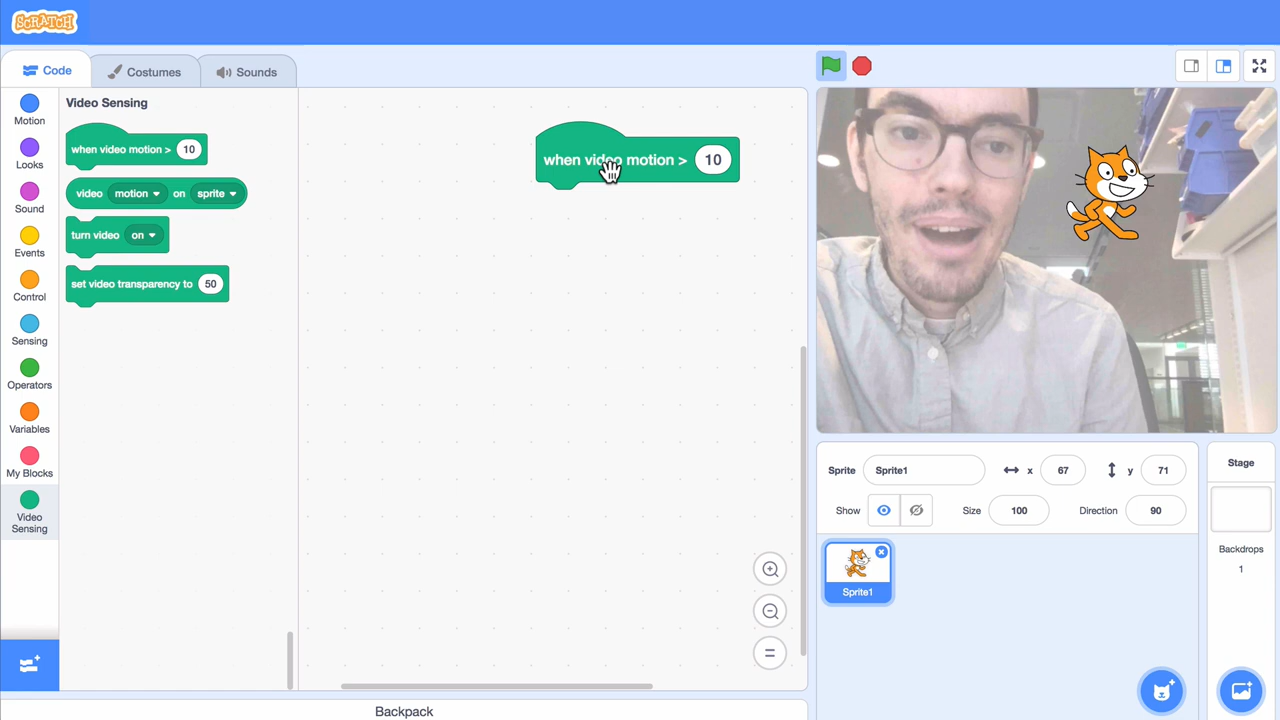 SCRATCH
Code
Costumes
Sounds
Motion
Looks
Sound
Events
Control
Sensing
Operators
Variables
My Blocks
Video
Sensing
Video Sensing
when video motion > 10
video motion on sprite
turn video on
set video transparency to 50
when video motion > 10
Backpack
Sprite Sprite1 x 67 y 71
Show Size 100 Direction 90
Sprite1
Stage
Backdrops
1